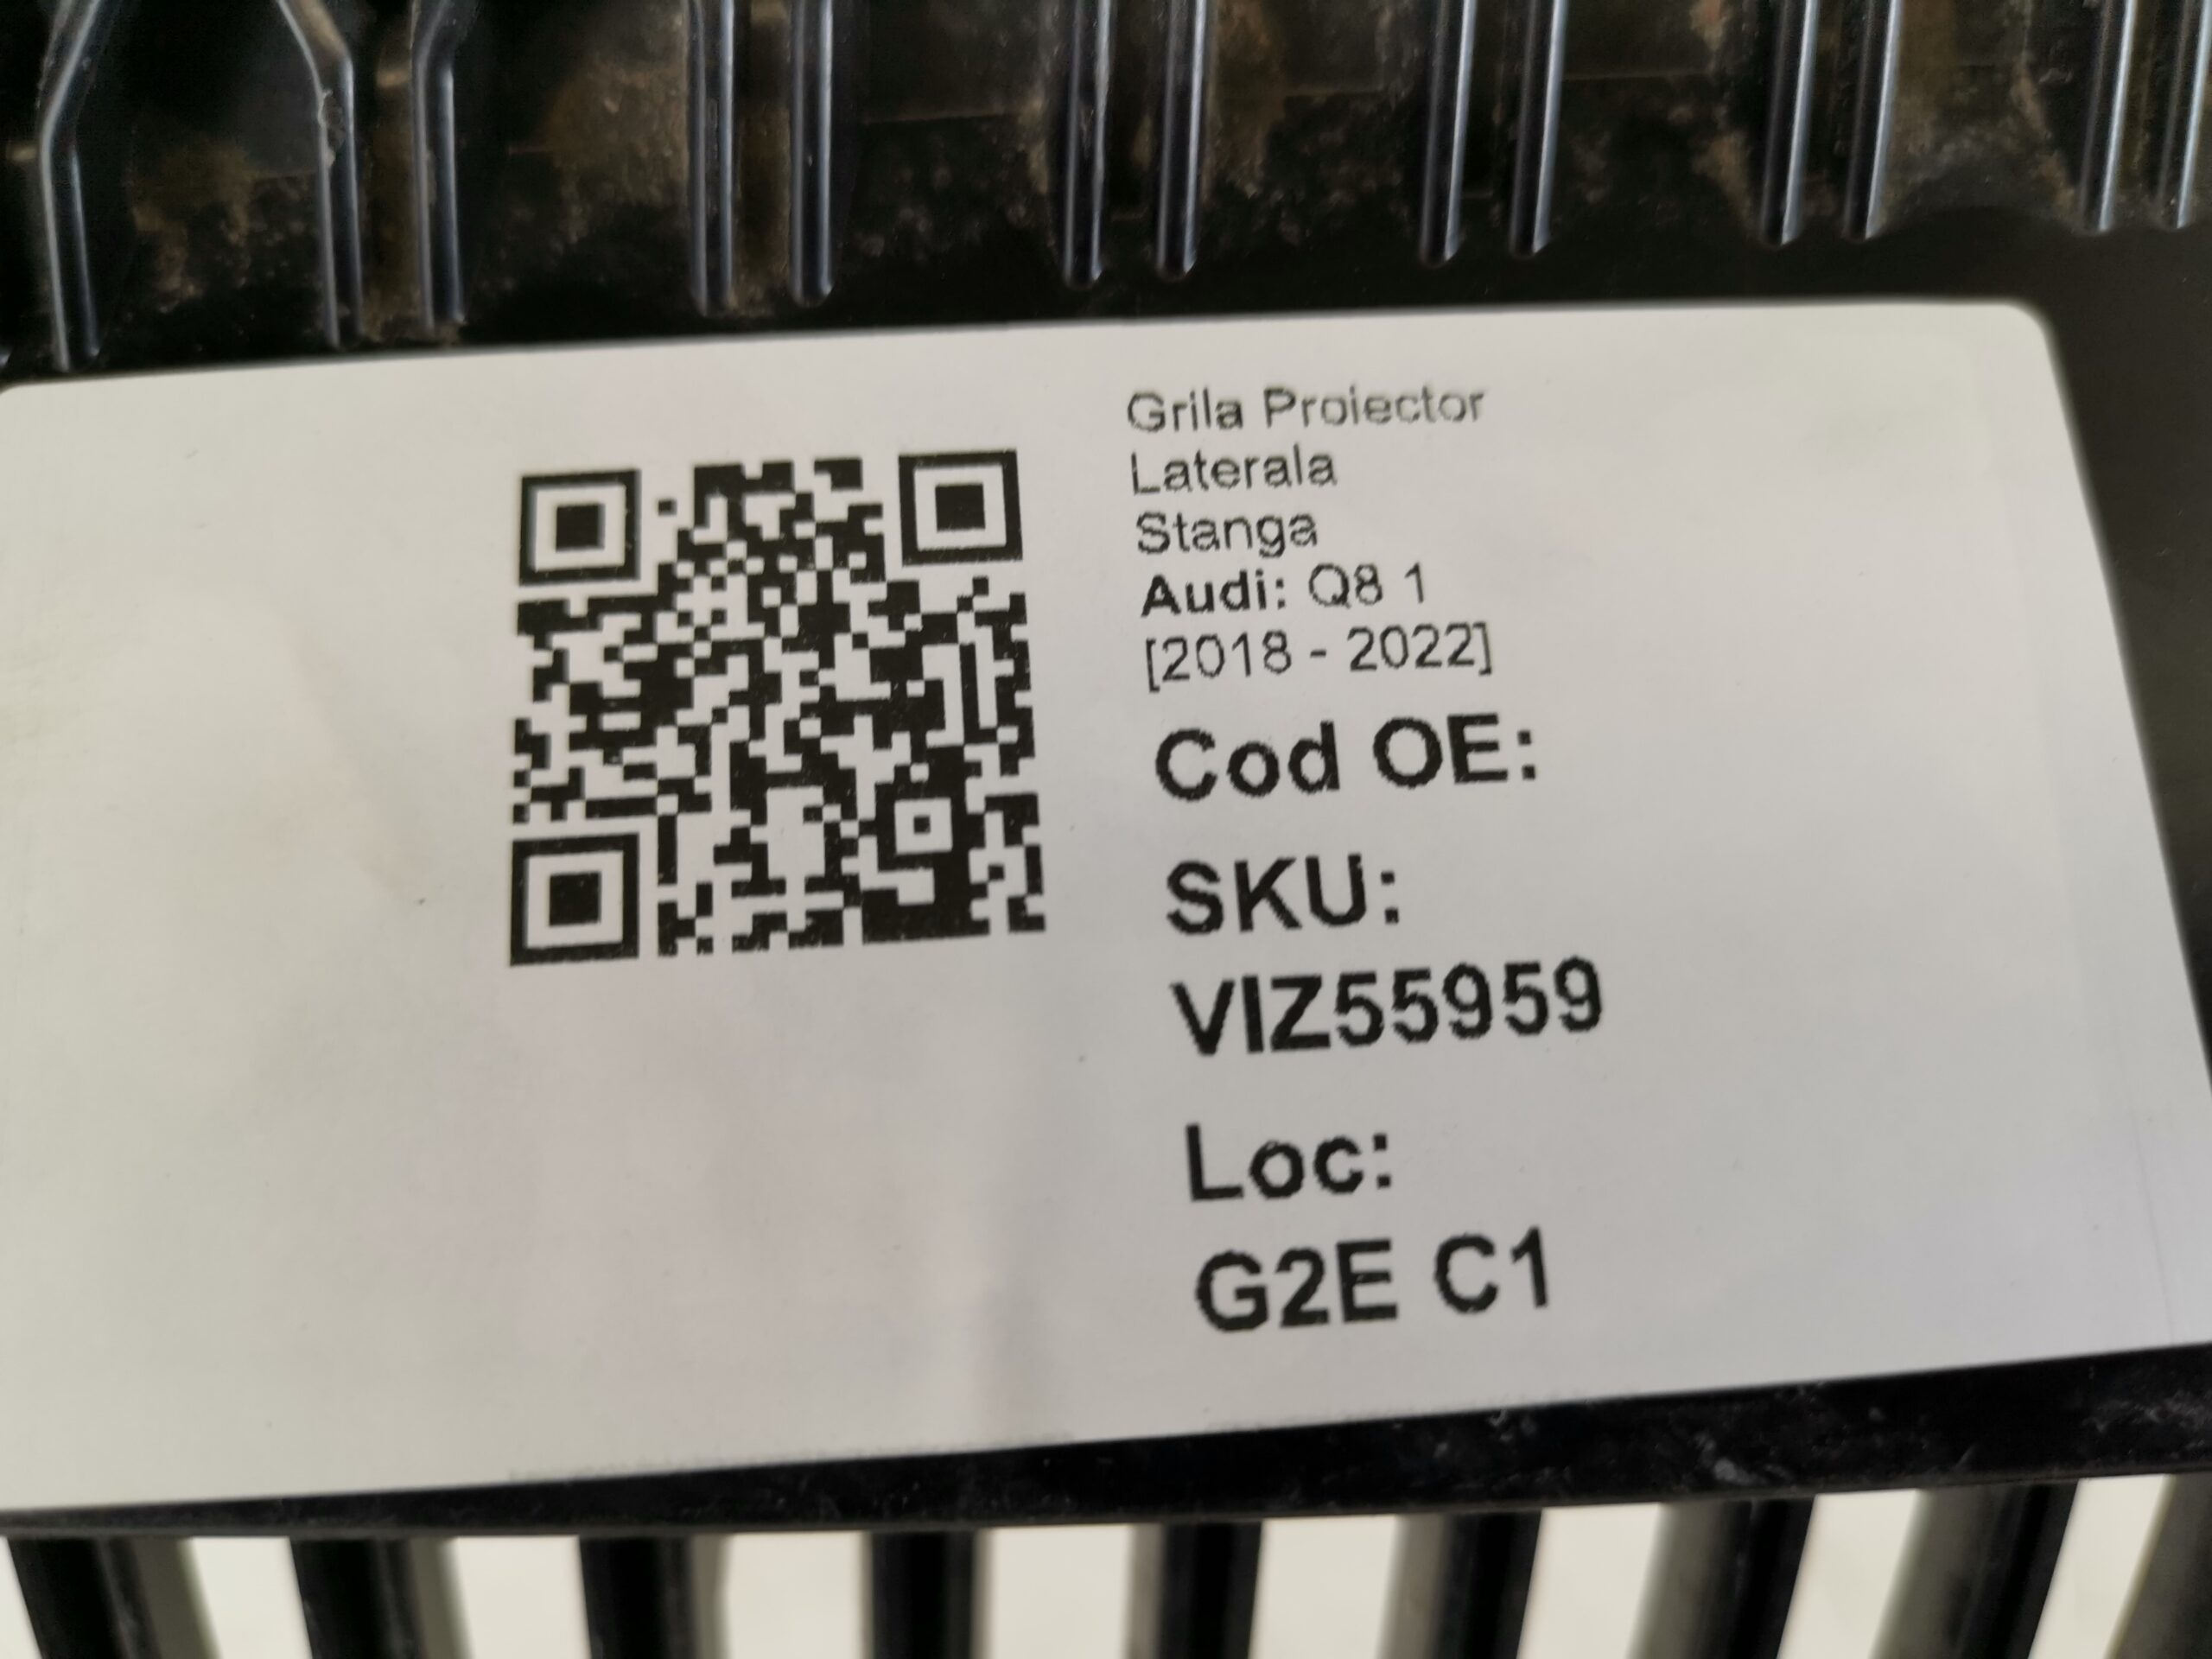 Grila Proiector
Laterala
Stanga
Audi: Q8 1
[2018 - 2022]
Cod OE:
SKU:
VIZ55959
Loc:
G2E C1